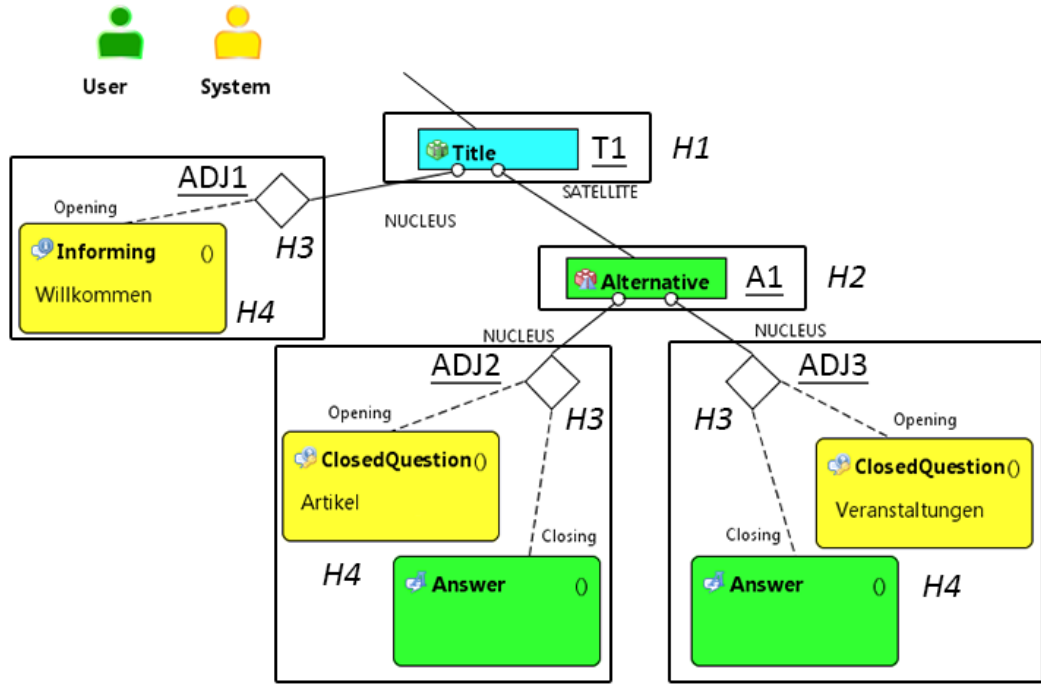 User
System
Title
T1
H1
SATELLITE
NUCLEUS
ADJ1
Opening
H3
Informing ()
Willkommen
H4
Alternative
A1
H2
NUCLEUS
NUCLEUS
ADJ2
H3
Opening
ClosedQuestion ()
Artikel
Closing
H4
Answer ()
ADJ3
H3
Opening
ClosedQuestion ()
Veranstaltungen
Closing
Answer ()
H4